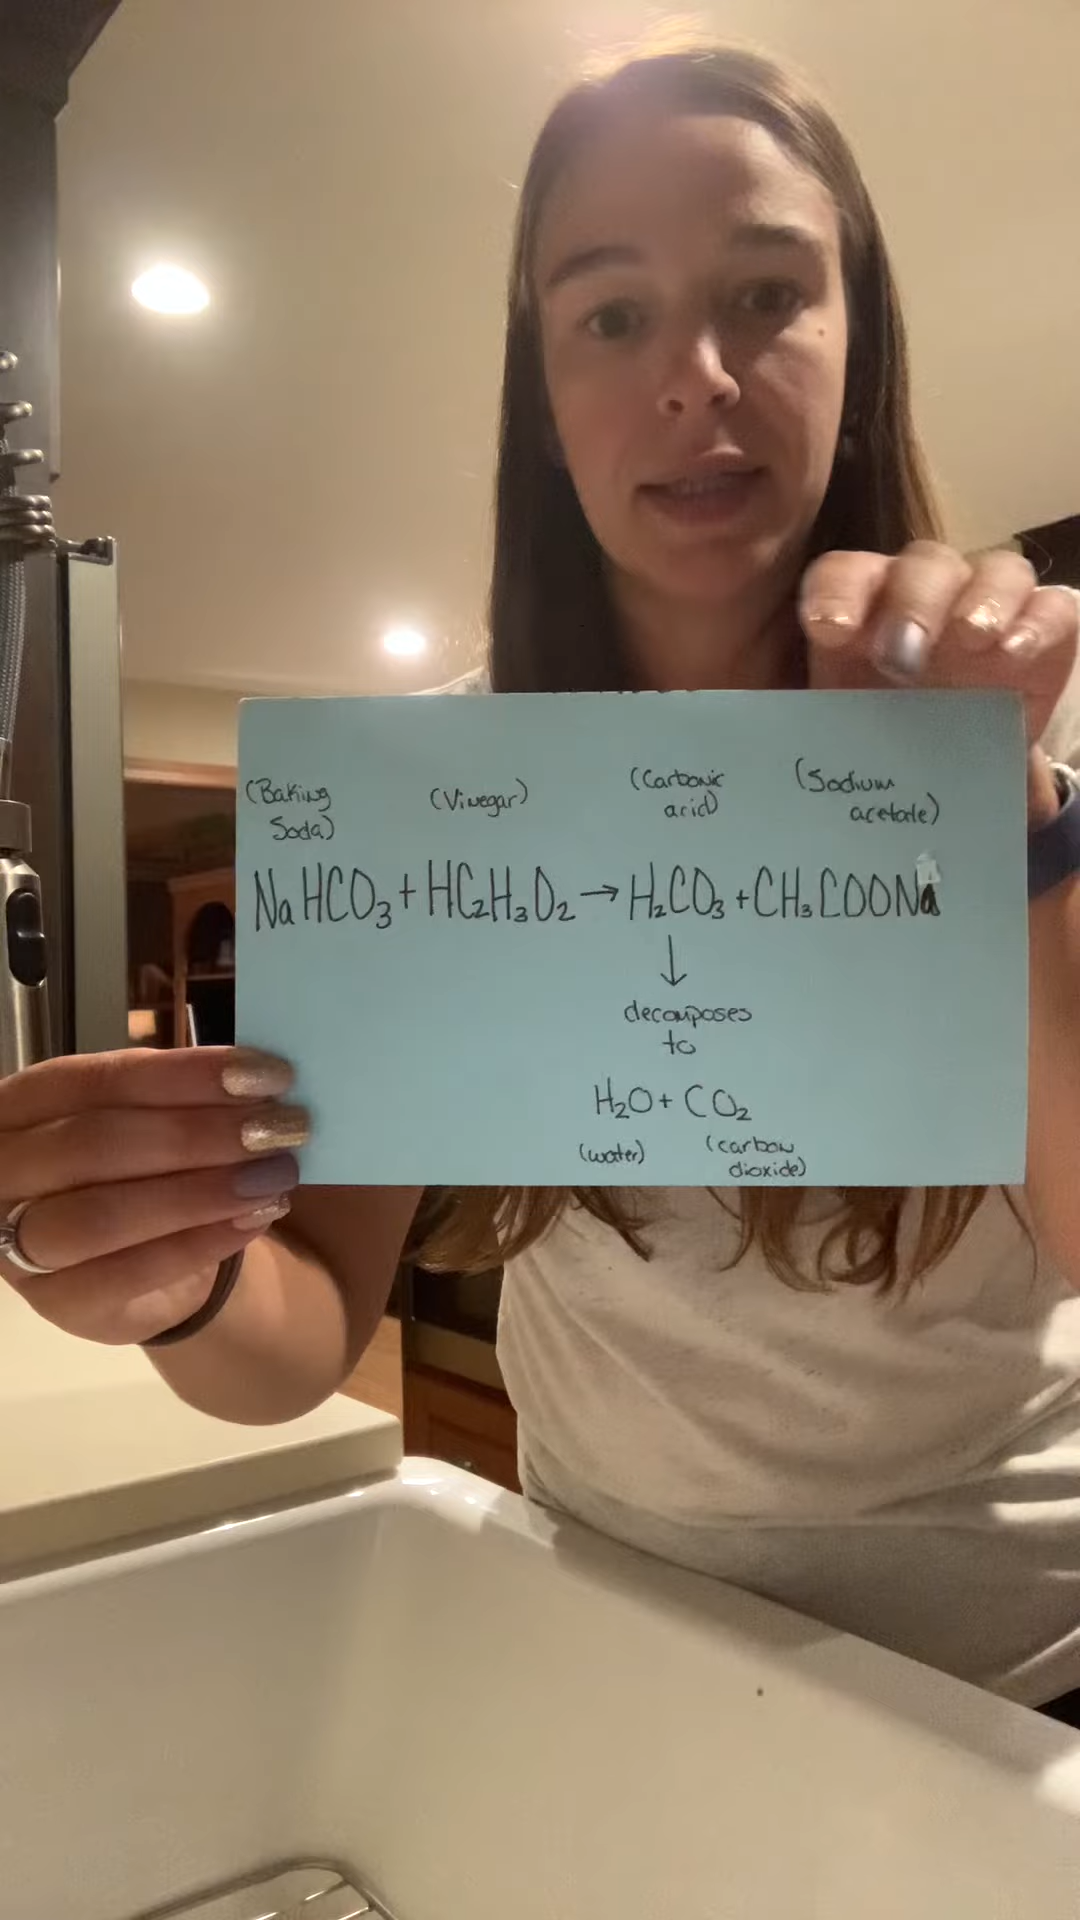 (Baking Soda) (Vinegar) (Carbonic acid) (Sodium acetate)
NaHCO₃ + HC₂H₃O₂ → H₂CO₃ + CH₃COONa
↓
decomposes
to
H₂O + CO₂
(water) (carbon dioxide)